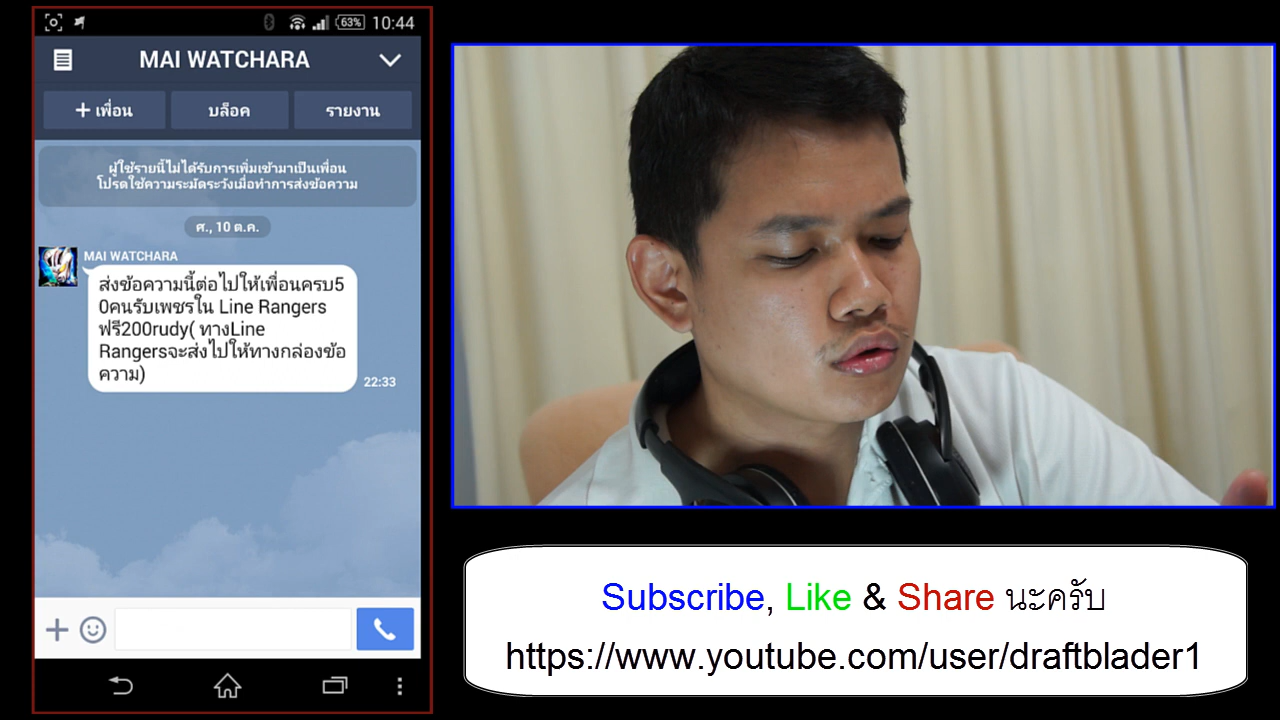 63% 10:44
MAI WATCHARA
+ เพื่อน
บล็อค
รายงาน
ผู้ใช้รายนี้ไม่ได้รับการเพิ่มเข้ามาเป็นเพื่อน
โปรดใช้ความระมัดระวังเมื่อทำการส่งข้อความ
ศ., 10 ต.ค.
MAI WATCHARA
ส่งข้อความนี้ต่อไปให้เพื่อนครบ5
0คนรับเพชรใน Line Rangers
ฟรี200rudy( ทางLine
Rangersจะส่งไปให้ทางกล่องข้อ
ความ)
22:33
Subscribe, Like & Share นะครับ
https://www.youtube.com/user/draftblader1